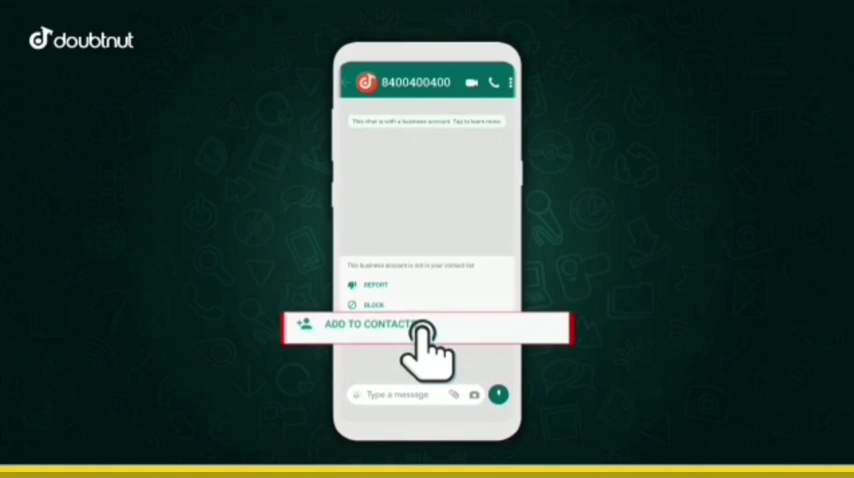 doubtnut
8400400400
This chat is with a business account. Tap to learn more.
This business account is not in your contact list
REPORT
BLOCK
ADD TO CONTACTS
Type a message